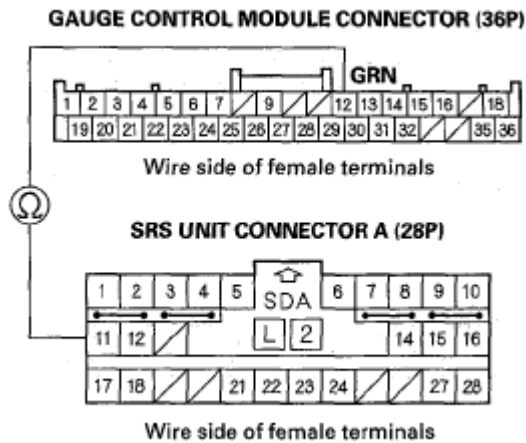 GAUGE CONTROL MODULE CONNECTOR (36P)
GRN
1 2 3 4 5 6 7 9 12 13 14 15 16 18
19 20 21 22 23 24 25 26 27 28 29 30 31 32 35 36
Wire side of female terminals
Ω
SRS UNIT CONNECTOR A (28P)
1 2 3 4 5 6 7 8 9 10
SDA
11 12 L 2 14 15 16
17 18 21 22 23 24 27 28
Wire side of female terminals